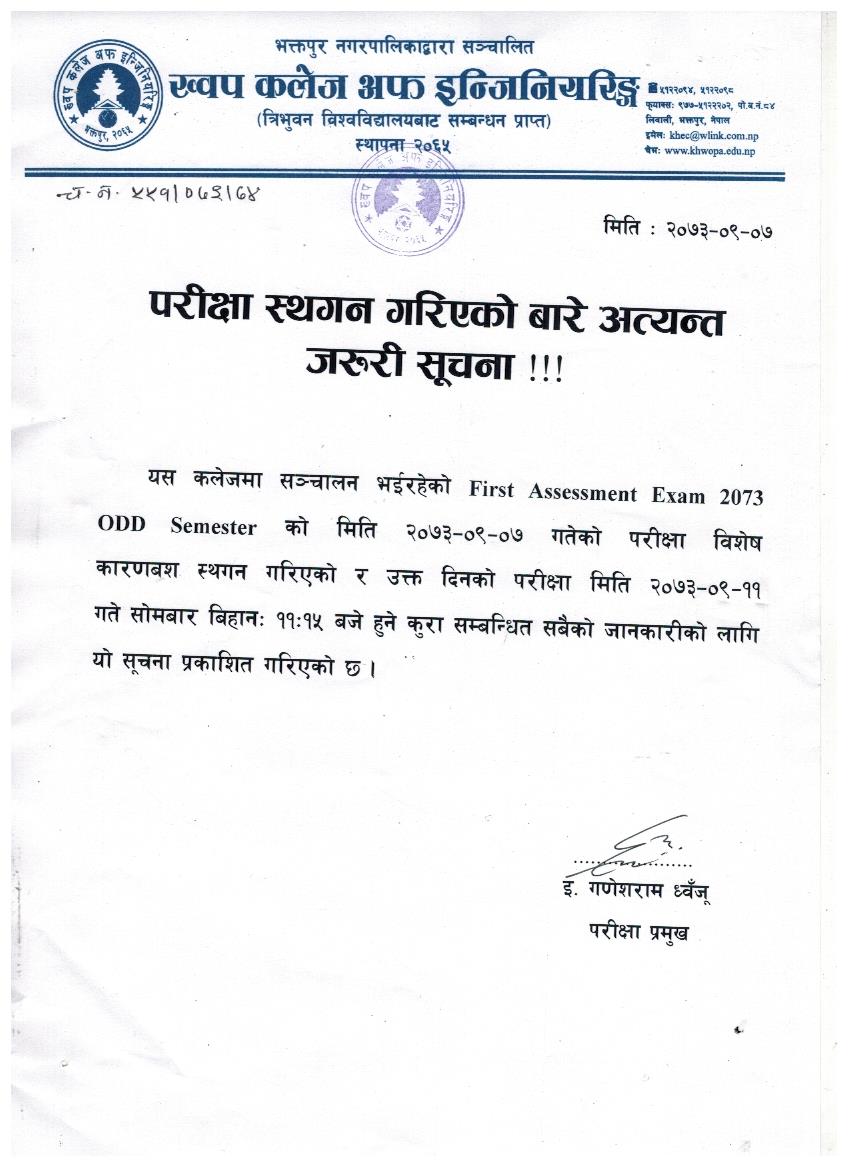 भक्तपुर नगरपालिकाद्वारा सञ्चालित
ख्वप कलेज अफ इन्जिनियरिङ्ग
(त्रिभुवन विश्वविद्यालयबाट सम्बन्धन प्राप्त)
स्थापना २०६५
ख्वप कलेज अफ इन्जिनियरिङ्ग
भक्तपुर, २०६५
५१२२०९४, ५१२२०९८
फ्याक्सः ९७७-५१२२२०२, पो.ब.नं.८४
लिवाली, भक्तपुर, नेपाल
इमेलः khec@wlink.com.np
वेभः www.khwopa.edu.np
च.नं. ५५१/०७३/७४
मिति : २०७३-०९-०७
परीक्षा स्थगन गरिएको बारे अत्यन्त
जरुरी सूचना !!!
यस कलेजमा सञ्चालन भईरहेको First Assessment Exam 2073
ODD Semester को मिति २०७३-०९-०७ गतेको परीक्षा विशेष
कारणबश स्थगन गरिएको र उक्त दिनको परीक्षा मिति २०७३-०९-११
गते सोमबार बिहानः ११:१५ बजे हुने कुरा सम्बन्धित सबैको जानकारीको लागि
यो सूचना प्रकाशित गरिएको छ ।
इ. गणेशराम ध्वँजू
परीक्षा प्रमुख